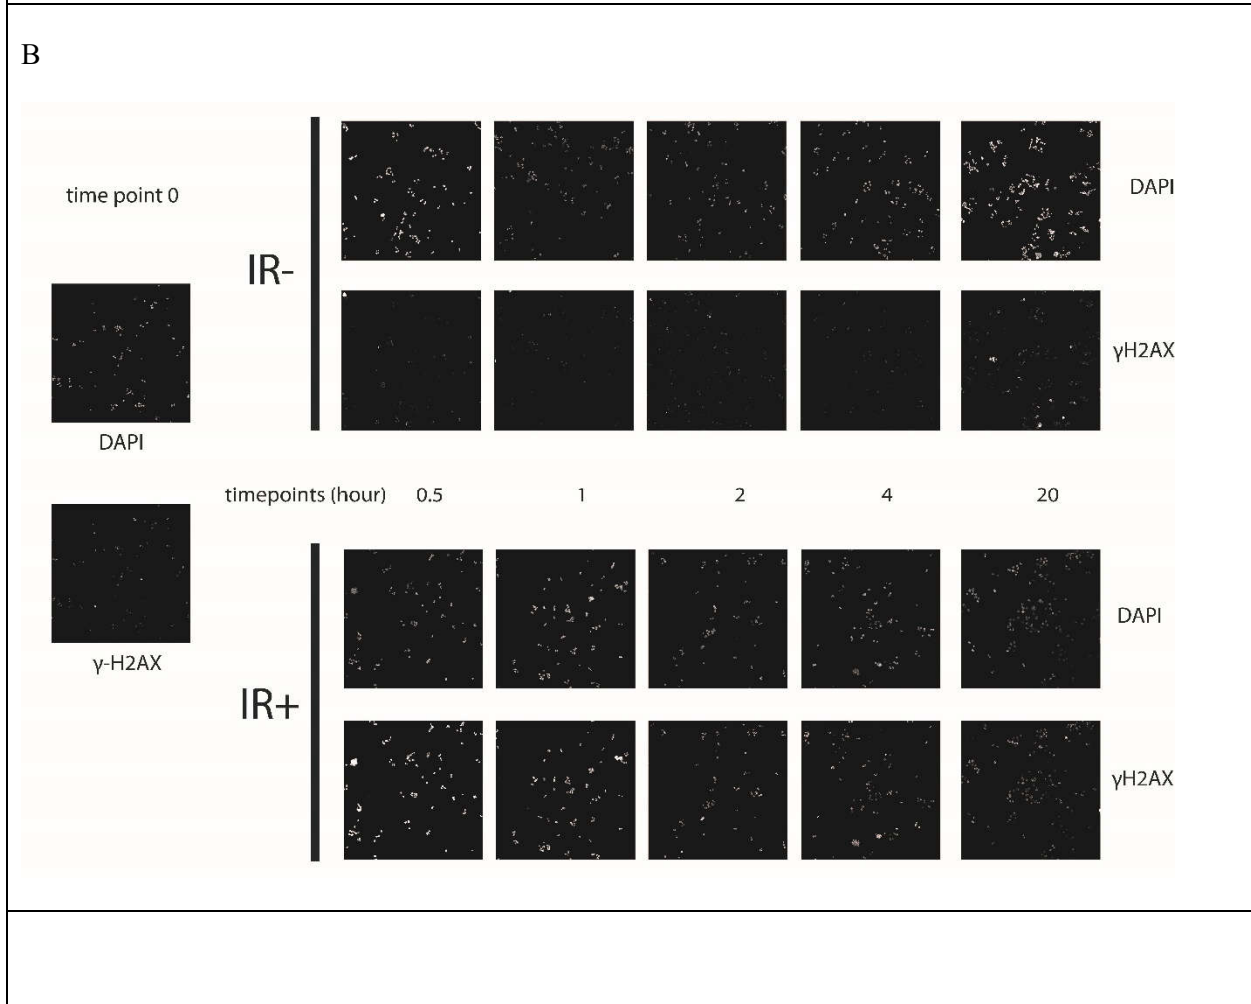 B
time point 0
DAPI
γ-H2AX
IR-
DAPI
γH2AX
timepoints (hour) 0.5 1 2 4 20
IR+
DAPI
γH2AX